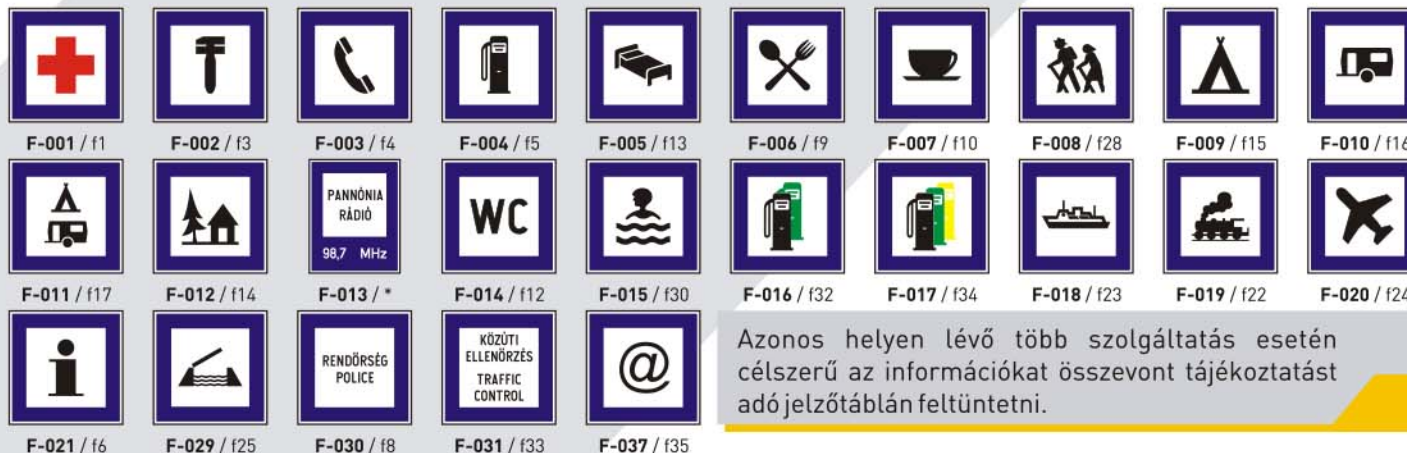 F-001 / f1 F-002 / f3 F-003 / f4 F-004 / f5 F-005 / f13 F-006 / f9 F-007 / f10 F-008 / f28 F-009 / f15 F-010 / f16
PANNÓNIA
RÁDIÓ
98,7 MHz
WC
F-011 / f17 F-012 / f14 F-013 / * F-014 / f12 F-015 / f30 F-016 / f32 F-017 / f34 F-018 / f23 F-019 / f22 F-020 / f24
i
RENDŐRSÉG
POLICE
KÖZÚTI
ELLENŐRZÉS
TRAFFIC
CONTROL
@
F-021 / f6 F-029 / f25 F-030 / f8 F-031 / f33 F-037 / f35
Azonos helyen lévő több szolgáltatás esetén
célszerű az információkat összevont tájékoztatást
adó jelzőtáblán feltüntetni.